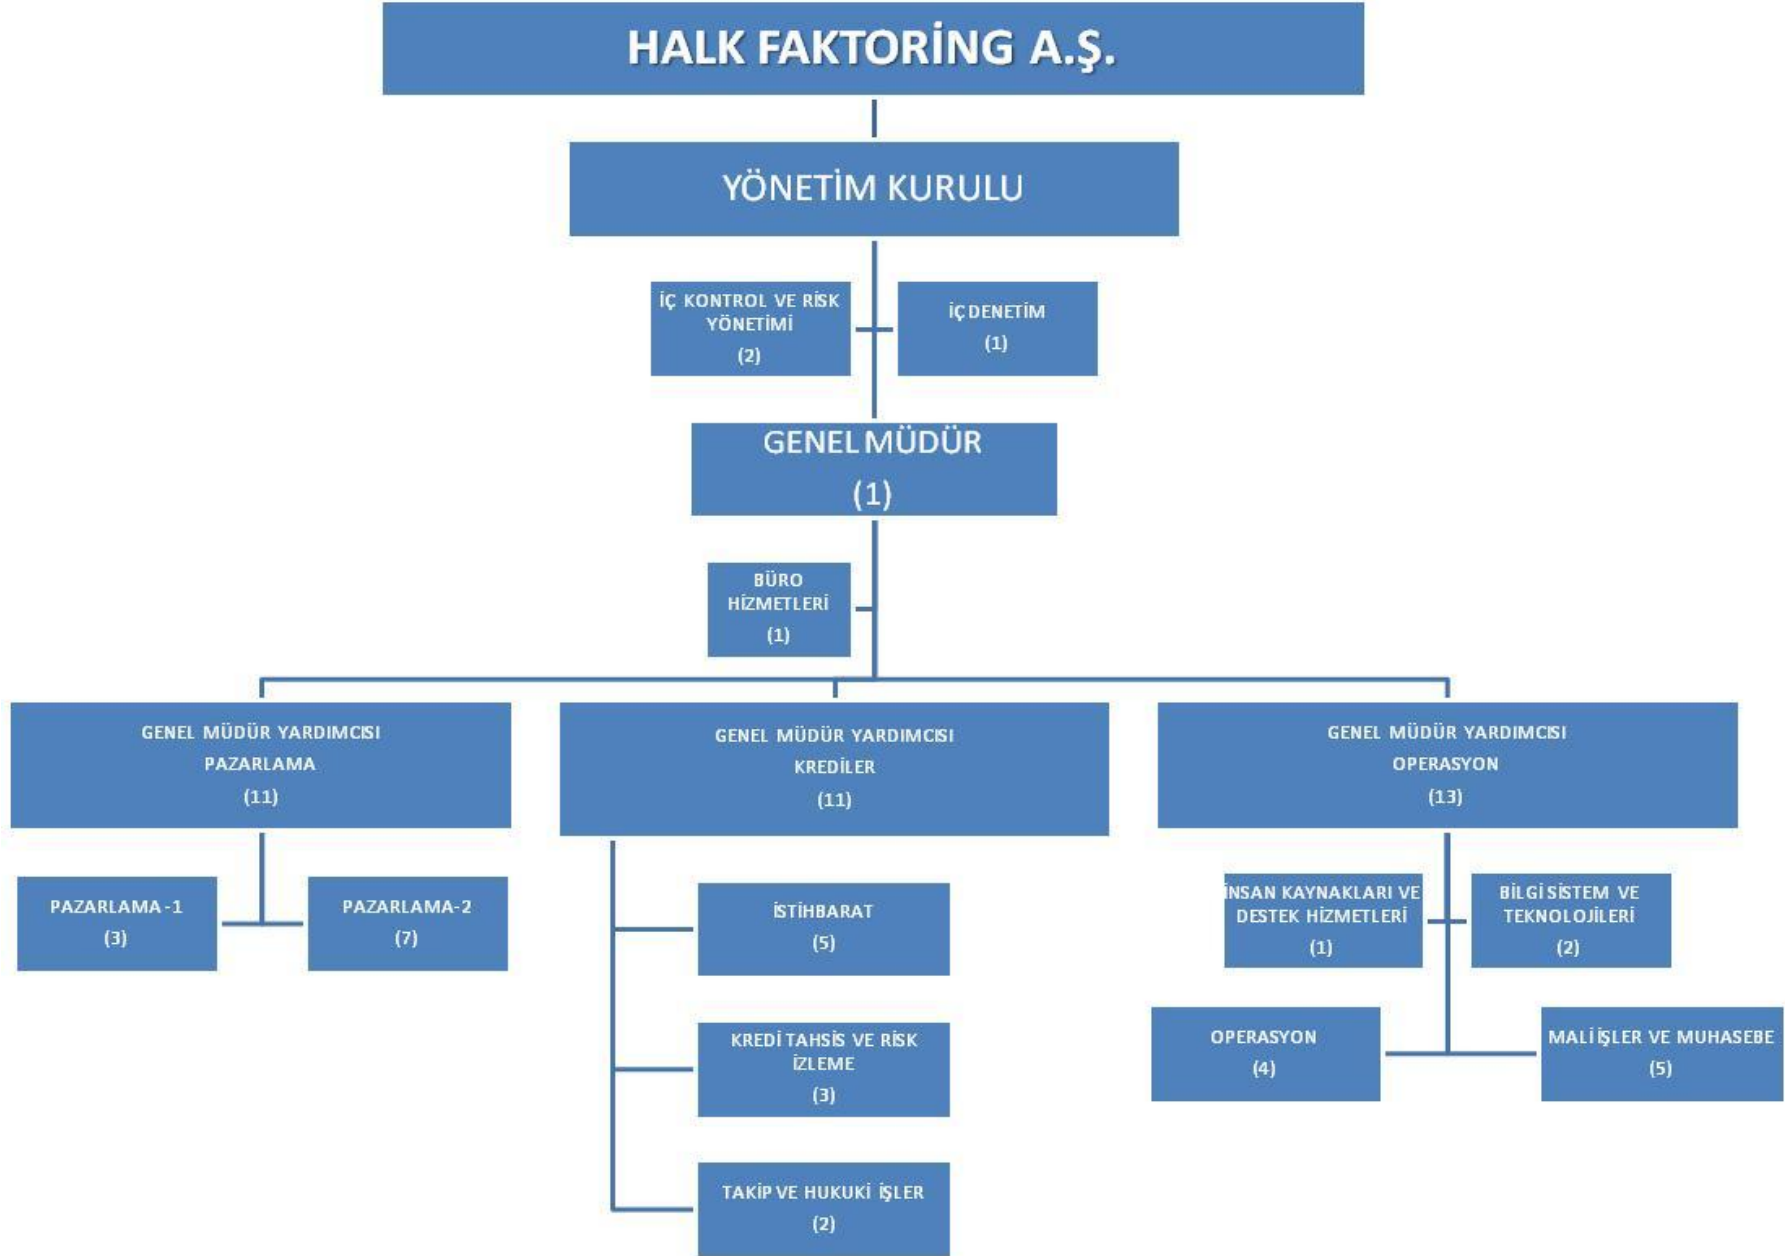 HALK FAKTORİNG A.Ş.
YÖNETİM KURULU
İÇ KONTROL VE RİSK
YÖNETİMİ
(2)
İÇ DENETİM
(1)
GENEL MÜDÜR
(1)
BÜRO
HİZMETLERİ
(1)
GENEL MÜDÜR YARDIMCISI
PAZARLAMA
(11)
GENEL MÜDÜR YARDIMCISI
KREDİLER
(11)
GENEL MÜDÜR YARDIMCISI
OPERASYON
(13)
PAZARLAMA -1
(3)
PAZARLAMA-2
(7)
İSTİHBARAT
(5)
KREDİ TAHSİS VE RİSK
İZLEME
(3)
TAKİP VE HUKUKİ İŞLER
(2)
İNSAN KAYNAKLARI VE
DESTEK HİZMETLERİ
(1)
BİLGİ SİSTEM VE
TEKNOLOJİLERİ
(2)
OPERASYON
(4)
MALİ İŞLER VE MUHASEBE
(5)